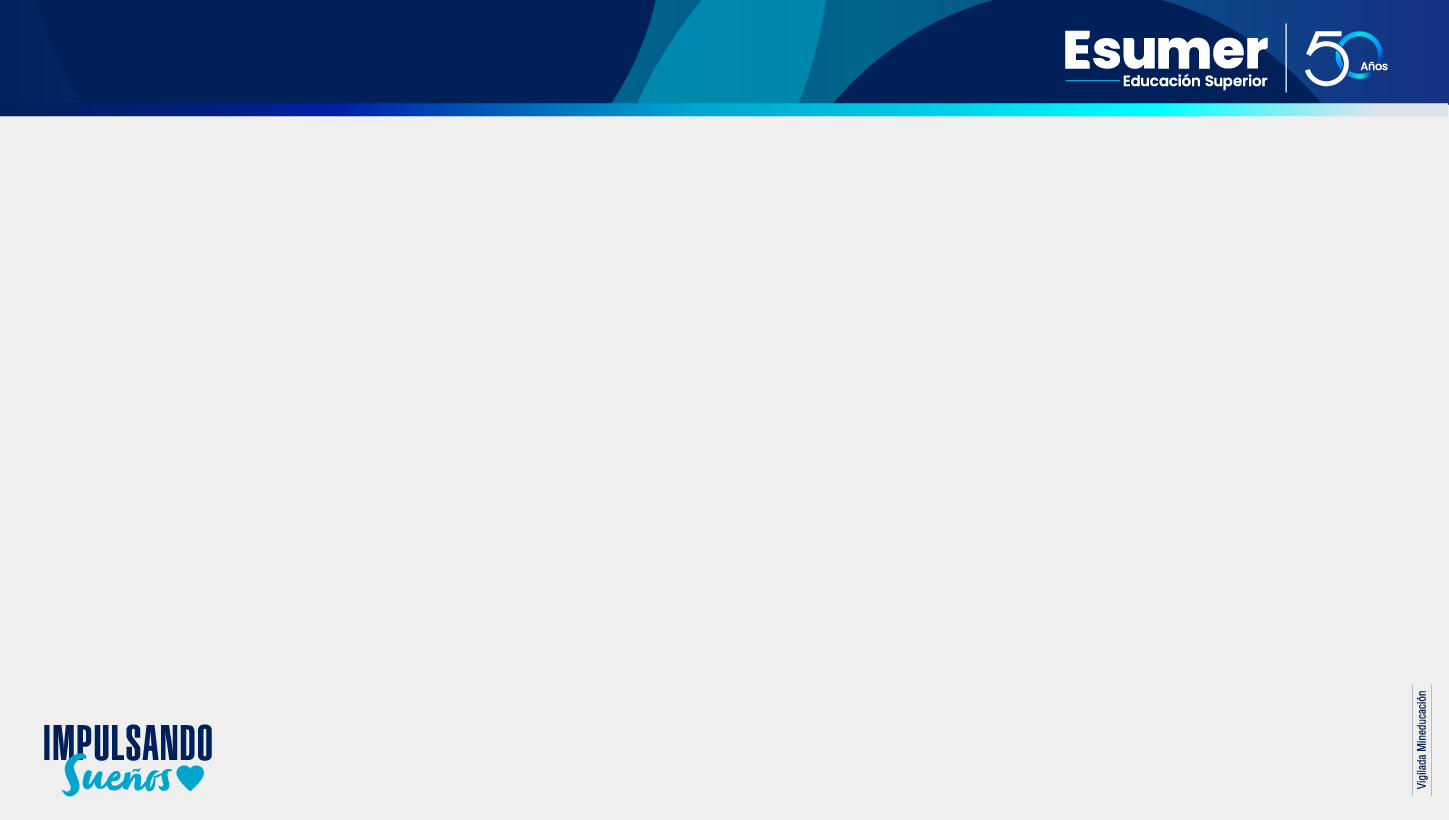 Esumer
Educación Superior
50
Años
IMPULSANDO
Sueños
Vigilada Mineducación